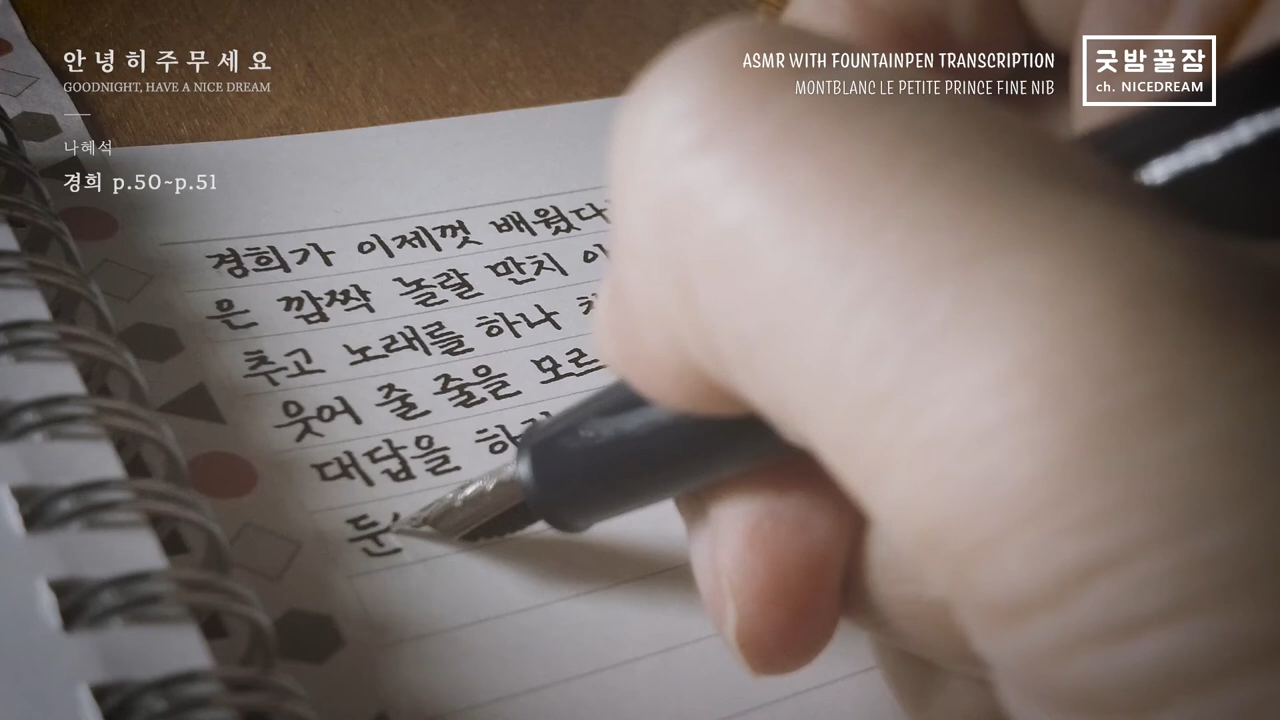 안녕히주무세요
GOODNIGHT, HAVE A NICE DREAM
나혜석
경희 p.50~p.51
ASMR WITH FOUNTAINPEN TRANSCRIPTION
MONTBLANC LE PETITE PRINCE FINE NIB
굿밤꿀잠
ch. NICEDREAM
경희가 이제껏 배웠다
은 깜짝 놀랄 만치
추고 노래를 하나
웃어 줄 줄을 모르
대답을
둔